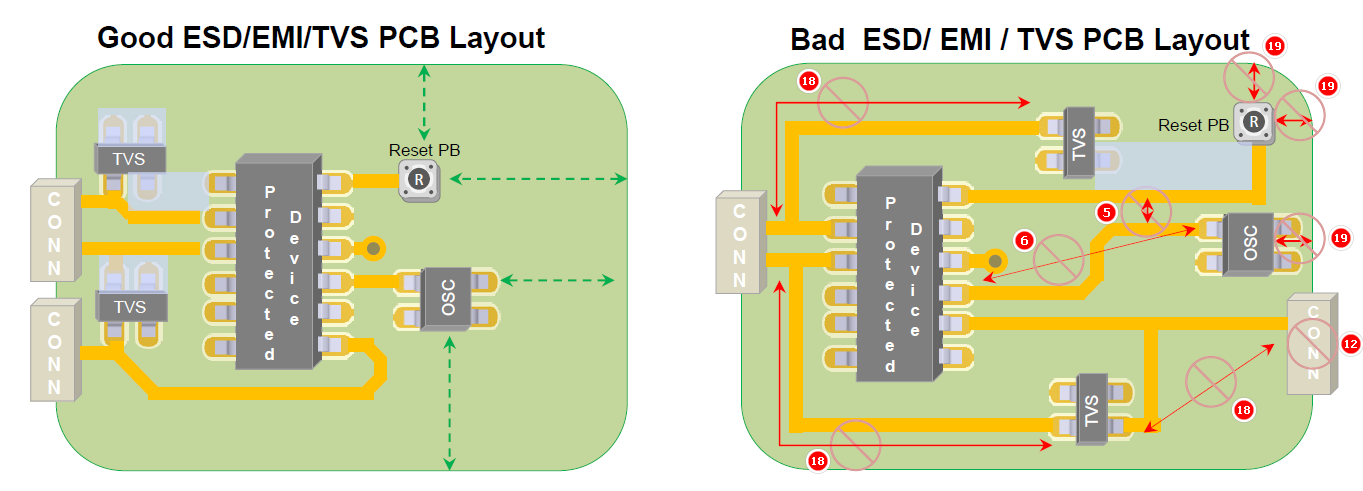 Good ESD/EMI/TVS PCB Layout
TVS
CONN
Protected
Device
Reset PB
R
OSC
TVS
CONN
Bad  ESD/ EMI / TVS PCB Layout
19
18
19
TVS
Reset PB
R
CONN
Protected
Device
5
6
OSC
19
CONN
12
TVS
18
18